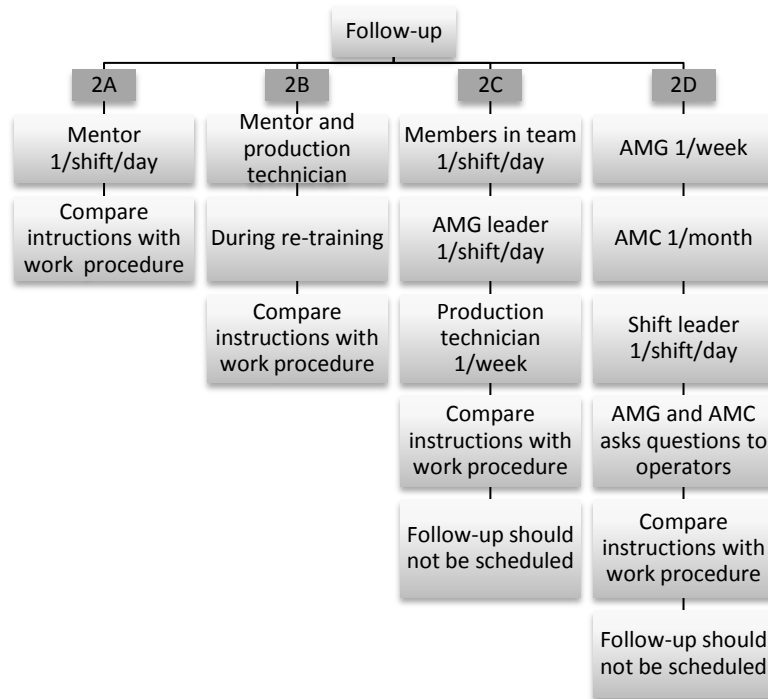 Follow-up
2A
Mentor
1/shift/day
Compare
intructions with
work procedure
2B
Mentor and
production
technician
During re-training
Compare
instructions with
work procedure
2C
Members in team
1/shift/day
AMG leader
1/shift/day
Production
technician
1/week
Compare
instructions with
work procedure
Follow-up should
not be scheduled
2D
AMG 1/week
AMC 1/month
Shift leader
1/shift/day
AMG and AMC
asks questions to
operators
Compare
instructions with
work procedure
Follow-up should
not be scheduled